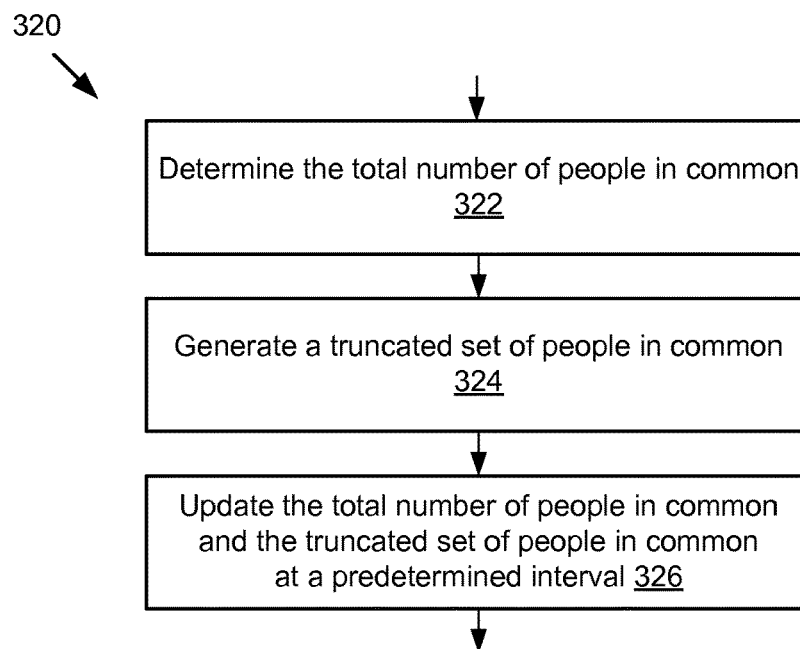 320
Determine the total number of people in common
322
Generate a truncated set of people in common
324
Update the total number of people in common
and the truncated set of people in common
at a predetermined interval 326